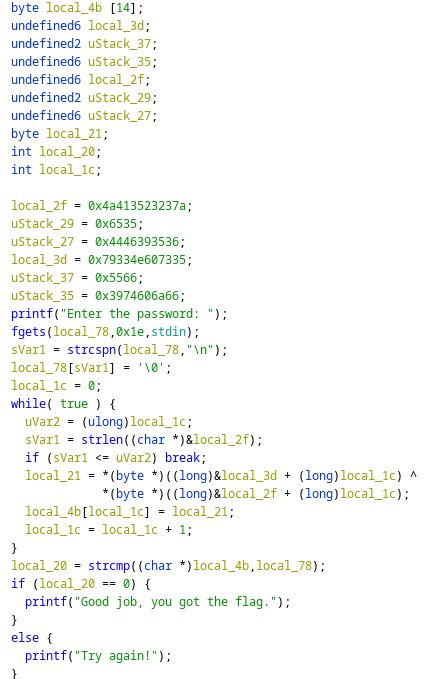 byte local_4b [14];
undefined6 local_3d;
undefined2 uStack_37;
undefined6 uStack_35;
undefined6 local_2f;
undefined2 uStack_29;
undefined6 uStack_27;
byte local_21;
int local_20;
int local_1c;

local_2f = 0x4a413523237a;
uStack_29 = 0x6535;
uStack_27 = 0x4446393536;
local_3d = 0x79334e607335;
uStack_37 = 0x5566;
uStack_35 = 0x3974606a66;
printf("Enter the password: ");
fgets(local_78,0x1e,stdin);
sVar1 = strcspn(local_78,"\n");
local_78[sVar1] = '\0';
local_1c = 0;
while( true ) {
  uVar2 = (ulong)local_1c;
  sVar1 = strlen((char *)&local_2f);
  if (sVar1 <= uVar2) break;
  local_21 = *(byte *)((long)&local_3d + (long)local_1c) ^
             *(byte *)((long)&local_2f + (long)local_1c);
  local_4b[local_1c] = local_21;
  local_1c = local_1c + 1;
}
local_20 = strcmp((char *)local_4b,local_78);
if (local_20 == 0) {
  printf("Good job, you got the flag.");
}
else {
  printf("Try again!");
}